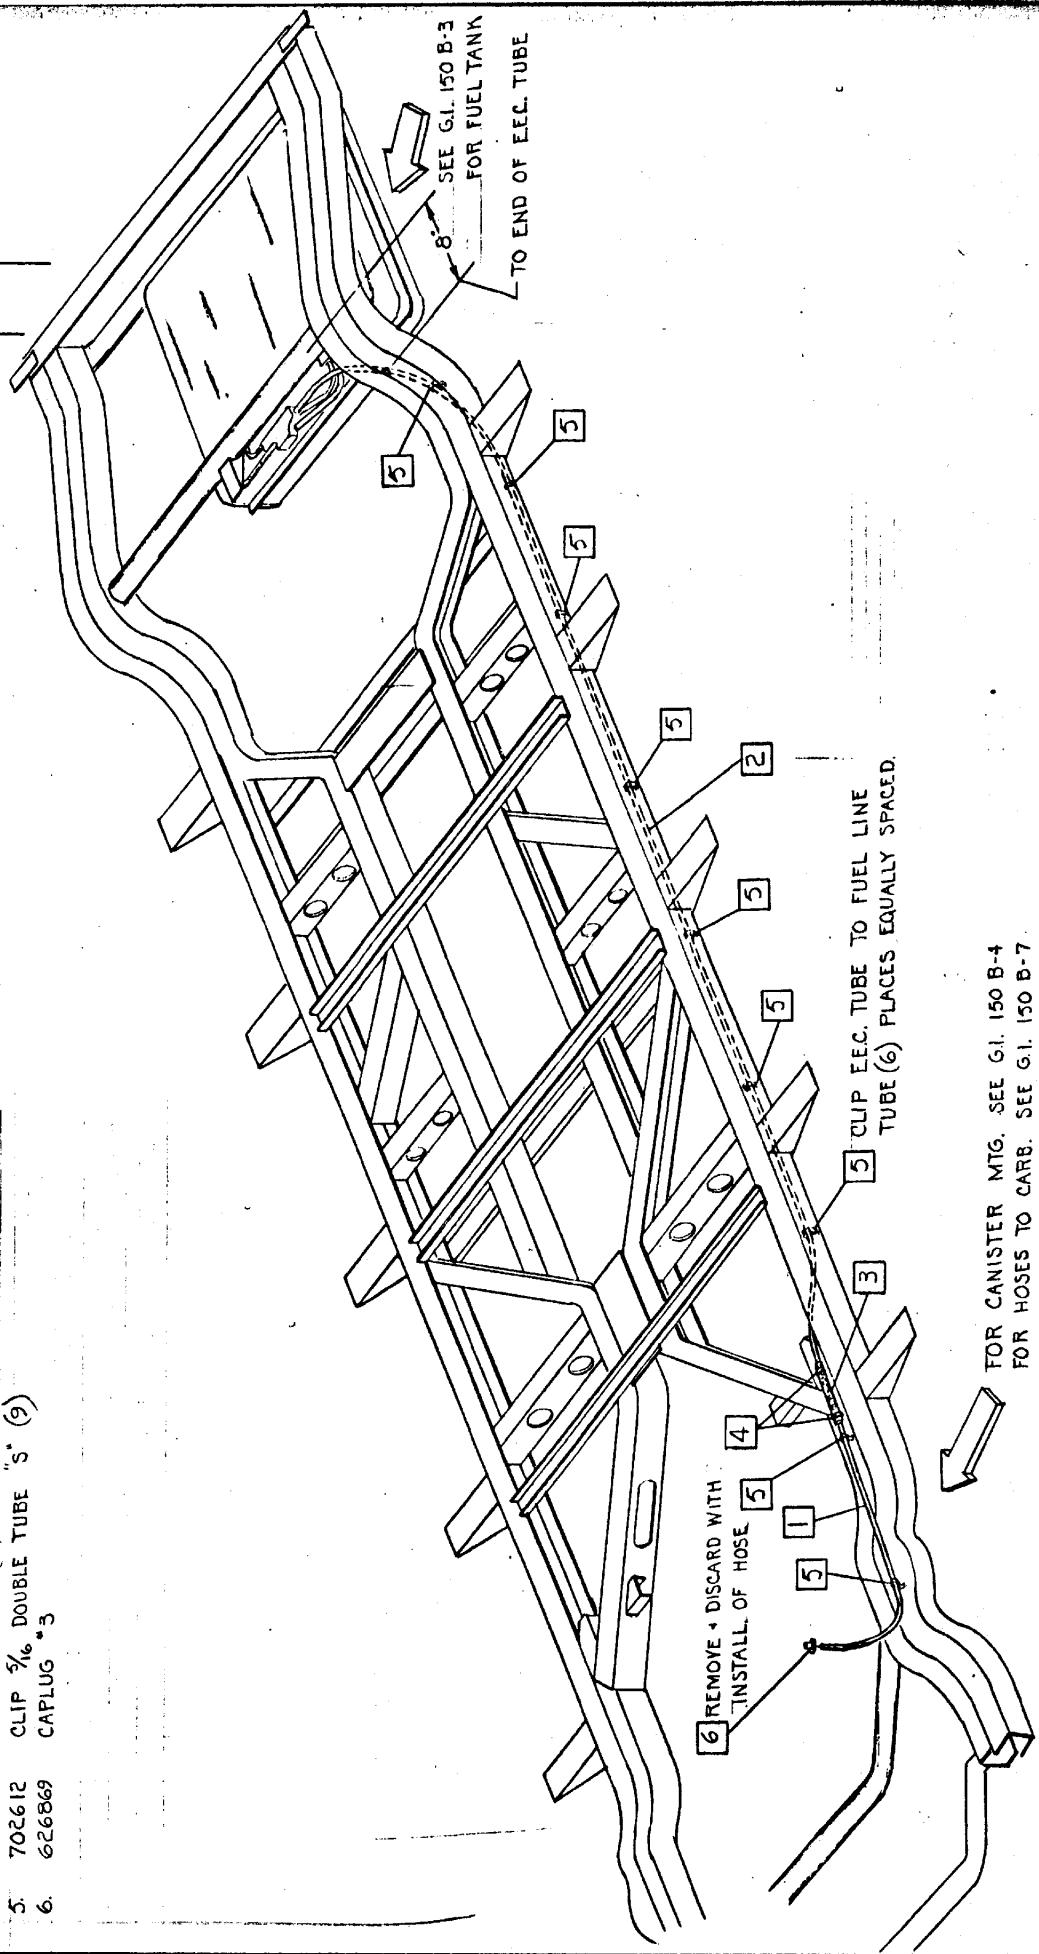 5. 702612 CLIP 5/16 DOUBLE TUBE "S" (9)
6. 626869 CAPLUG #3
SEE G.I. 150 B-3
FOR FUEL TANK
8"
TO END OF E.E.C. TUBE
5
5
5
5
2
5
5
5 CLIP E.E.C. TUBE TO FUEL LINE
TUBE (6) PLACES EQUALLY SPACED.
3
4
5
1
5
6 REMOVE + DISCARD WITH
INSTALL. OF HOSE
FOR CANISTER MTG. SEE G.I. 150 B-4
FOR HOSES TO CARB. SEE G.I. 150 B-7